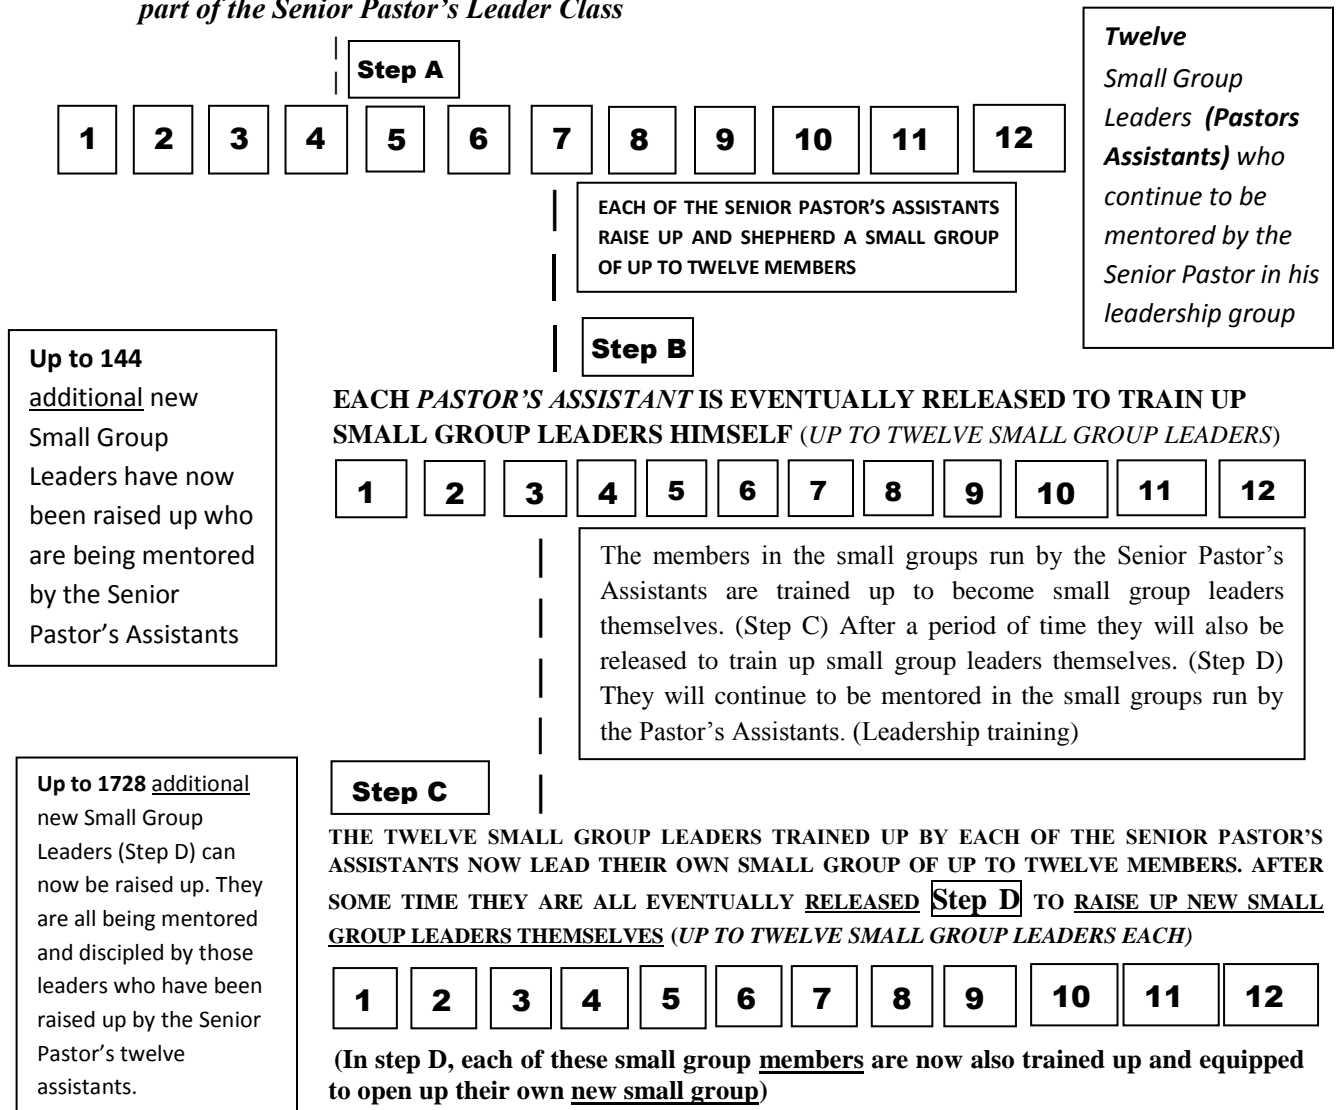 part of the Senior Pastor's Leader Class
Step A
1 2 3 4 5 6 7 8 9 10 11 12
Twelve
Small Group
Leaders (Pastors
Assistants) who
continue to be
mentored by the
Senior Pastor in his
leadership group
EACH OF THE SENIOR PASTOR'S ASSISTANTS
RAISE UP AND SHEPHERD A SMALL GROUP
OF UP TO TWELVE MEMBERS
Step B
Up to 144
additional new
Small Group
Leaders have now
been raised up who
are being mentored
by the Senior
Pastor's Assistants
EACH PASTOR'S ASSISTANT IS EVENTUALLY RELEASED TO TRAIN UP
SMALL GROUP LEADERS HIMSELF (UP TO TWELVE SMALL GROUP LEADERS)
1 2 3 4 5 6 7 8 9 10 11 12
The members in the small groups run by the Senior Pastor's
Assistants are trained up to become small group leaders
themselves. (Step C) After a period of time they will also be
released to train up small group leaders themselves. (Step D)
They will continue to be mentored in the small groups run by
the Pastor's Assistants. (Leadership training)
Step C
Up to 1728 additional
new Small Group
Leaders (Step D) can
now be raised up. They
are all being mentored
and discipled by those
leaders who have been
raised up by the Senior
Pastor's twelve
assistants.
THE TWELVE SMALL GROUP LEADERS TRAINED UP BY EACH OF THE SENIOR PASTOR'S
ASSISTANTS NOW LEAD THEIR OWN SMALL GROUP OF UP TO TWELVE MEMBERS. AFTER
SOME TIME THEY ARE ALL EVENTUALLY RELEASED Step D TO RAISE UP NEW SMALL
GROUP LEADERS THEMSELVES (UP TO TWELVE SMALL GROUP LEADERS EACH)
1 2 3 4 5 6 7 8 9 10 11 12
(In step D, each of these small group members are now also trained up and equipped
to open up their own new small group)